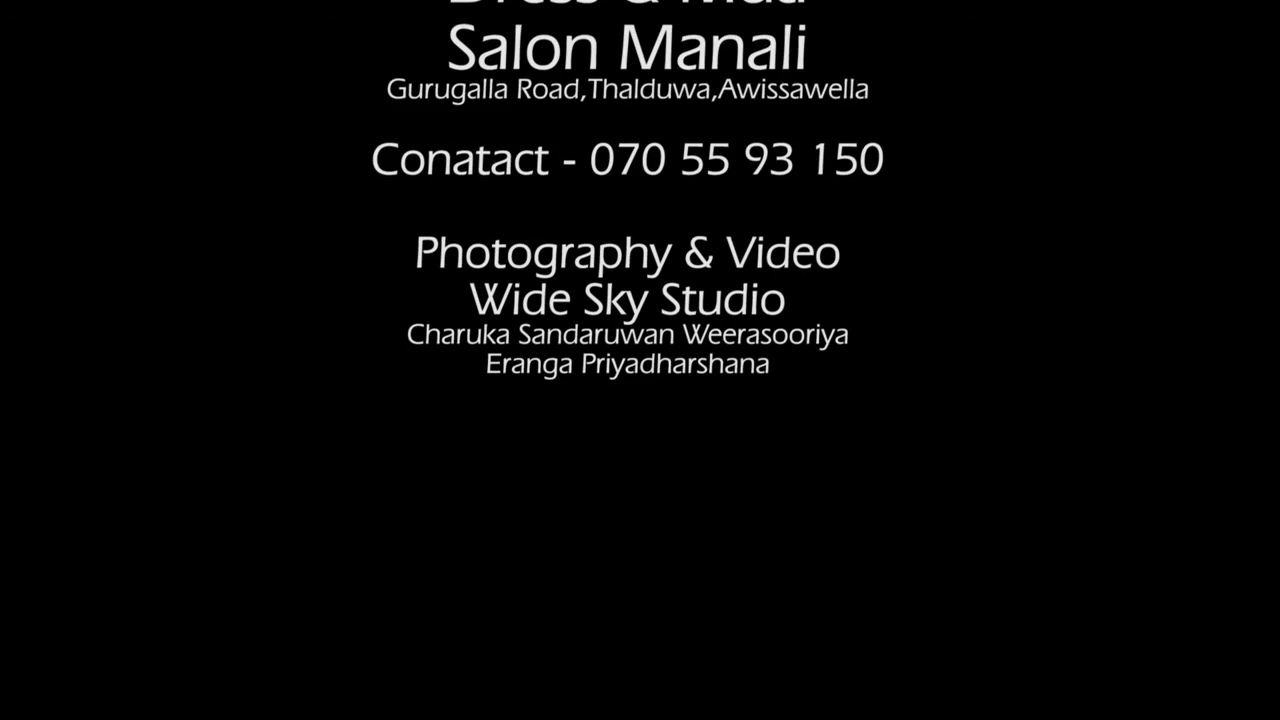 Dress &
Salon Manali
Gurugalla Road,Thalduwa,Awissawella
Conatact - 070 55 93 150
Photography & Video
Wide Sky Studio
Charuka Sandaruwan Weerasooriya
Eranga Priyadharshana